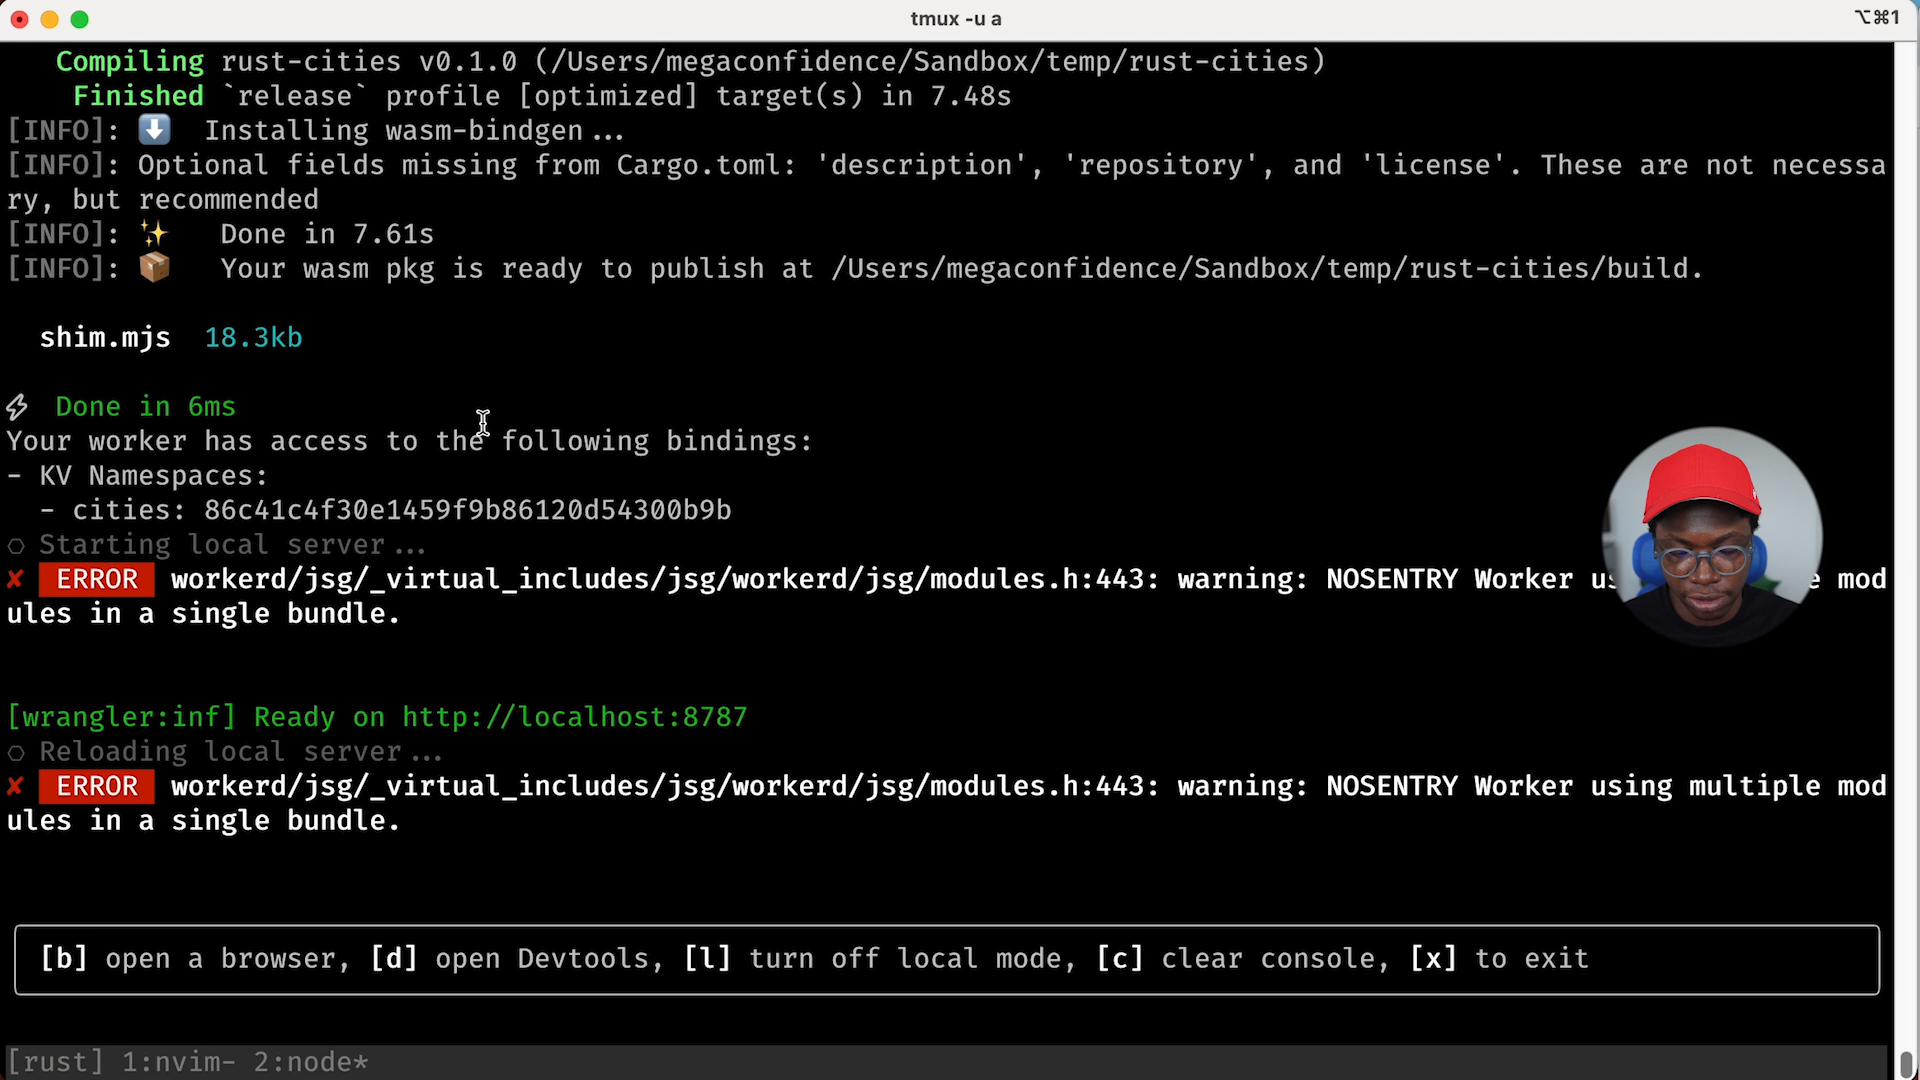 tmux -u a
⌥⌘1
Compiling rust-cities v0.1.0 (/Users/megaconfidence/Sandbox/temp/rust-cities)
Finished `release` profile [optimized] target(s) in 7.48s
[INFO]: ⬇️ Installing wasm-bindgen...
[INFO]: Optional fields missing from Cargo.toml: 'description', 'repository', and 'license'. These are not necessa
ry, but recommended
[INFO]: ✨ Done in 7.61s
[INFO]: 📦 Your wasm pkg is ready to publish at /Users/megaconfidence/Sandbox/temp/rust-cities/build.
shim.mjs 18.3kb
⚡ Done in 6ms
Your worker has access to the following bindings:
- KV Namespaces:
- cities: 86c41c4f30e1459f9b86120d54300b9b
⎔ Starting local server...
✘ ERROR workerd/jsg/_virtual_includes/jsg/workerd/jsg/modules.h:443: warning: NOSENTRY Worker mod
ules in a single bundle.
[wrangler:inf] Ready on http://localhost:8787
⎔ Reloading local server...
✘ ERROR workerd/jsg/_virtual_includes/jsg/workerd/jsg/modules.h:443: warning: NOSENTRY Worker using multiple mod
ules in a single bundle.
[b] open a browser, [d] open Devtools, [l] turn off local mode, [c] clear console, [x] to exit
[rust] 1:nvim- 2:node*